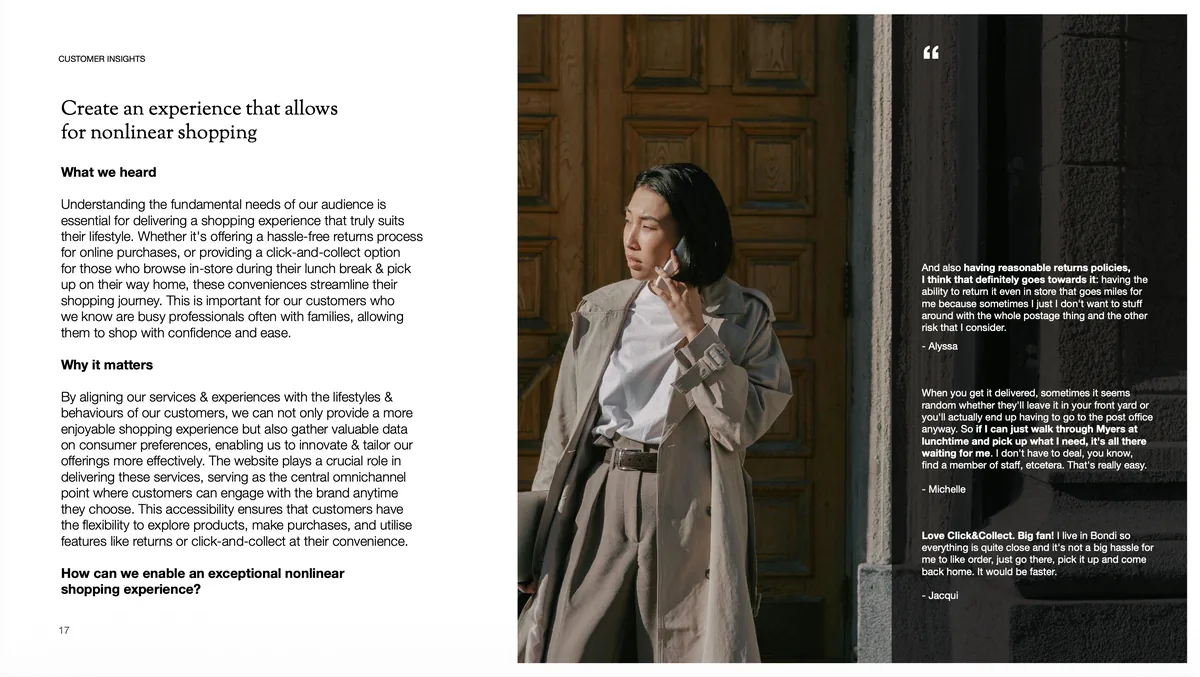 CUSTOMER INSIGHTS
Create an experience that allows
for nonlinear shopping
What we heard
Understanding the fundamental needs of our audience is
essential for delivering a shopping experience that truly suits
their lifestyle. Whether it's offering a hassle-free returns process
for online purchases, or providing a click-and-collect option
for those who browse in-store during their lunch break & pick
up on their way home, these conveniences streamline their
shopping journey. This is important for our customers who
we know are busy professionals often with families, allowing
them to shop with confidence and ease.
Why it matters
By aligning our services & experiences with the lifestyles &
behaviours of our customers, we can not only provide a more
enjoyable shopping experience but also gather valuable data
on consumer preferences, enabling us to innovate & tailor our
offerings more effectively. The website plays a crucial role in
delivering these services, serving as the central omnichannel
point where customers can engage with the brand anytime
they choose. This accessibility ensures that customers have
the flexibility to explore products, make purchases, and utilise
features like returns or click-and-collect at their convenience.
How can we enable an exceptional nonlinear
shopping experience?
17
“
And also having reasonable returns policies,
I think that definitely goes towards it: having the
ability to return it even in store that goes miles for
me because sometimes I just I don't want to stuff
around with the whole postage thing and the other
risk that I consider.
- Alyssa
When you get it delivered, sometimes it seems
random whether they'll leave it in your front yard or
you'll actually end up having to go to the post office
anyway. So if I can just walk through Myers at
lunchtime and pick up what I need, it's all there
waiting for me. I don't have to deal, you know,
find a member of staff, etcetera. That's really easy.
- Michelle
Love Click&Collect. Big fan! I live in Bondi so
everything is quite close and it's not a big hassle for
me to like order, just go there, pick it up and come
back home. It would be faster.
- Jacqui